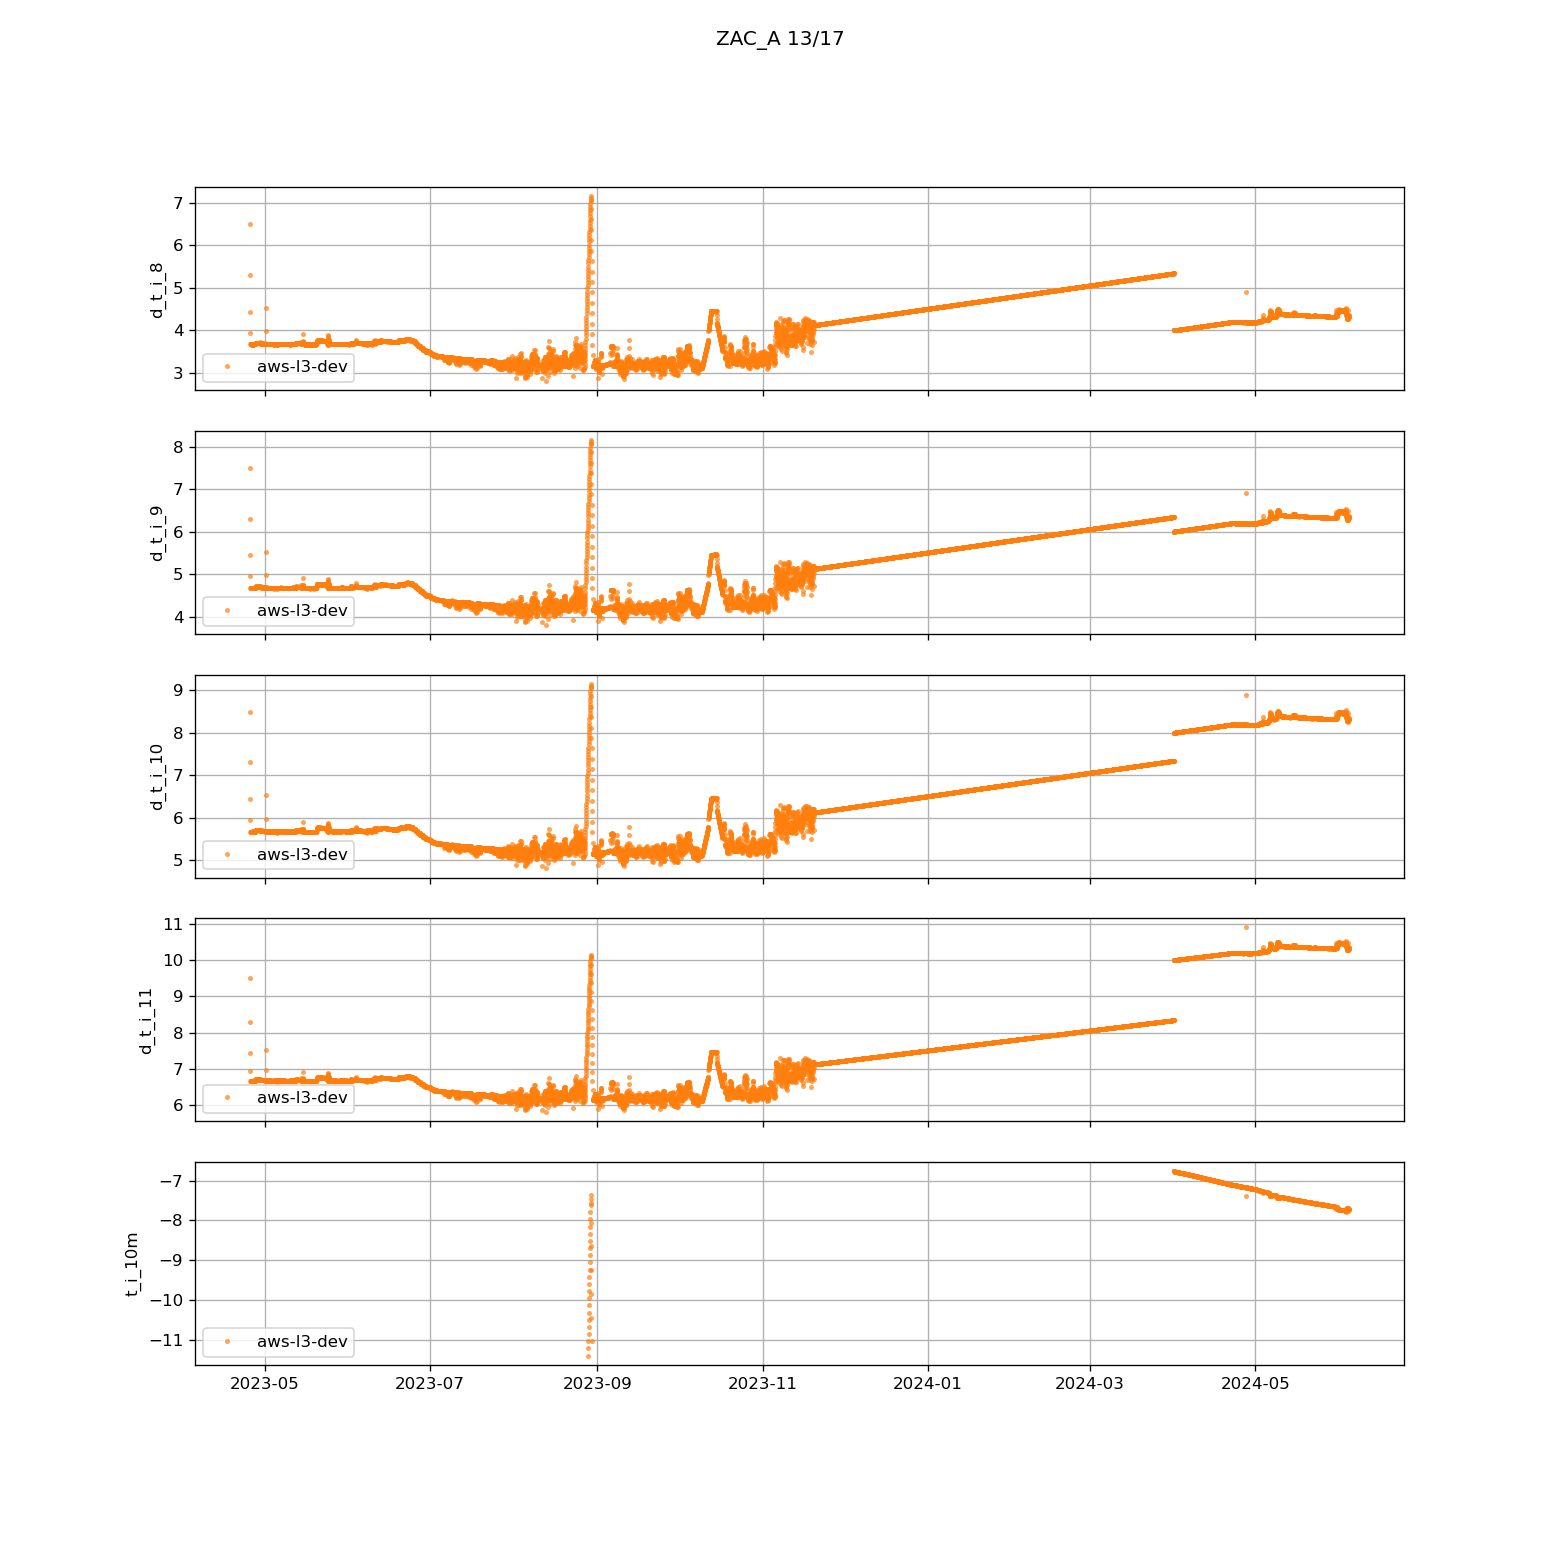 ZAC_A 13/17
7
6
5
4
3
d_t_i_8
aws-l3-dev
8
7
6
5
4
d_t_i_9
aws-l3-dev
9
8
7
6
5
d_t_i_10
aws-l3-dev
11
10
9
8
7
6
d_t_i_11
aws-l3-dev
−7
−8
−9
−10
−11
t_i_10m
aws-l3-dev
2023-05 2023-07 2023-09 2023-11 2024-01 2024-03 2024-05